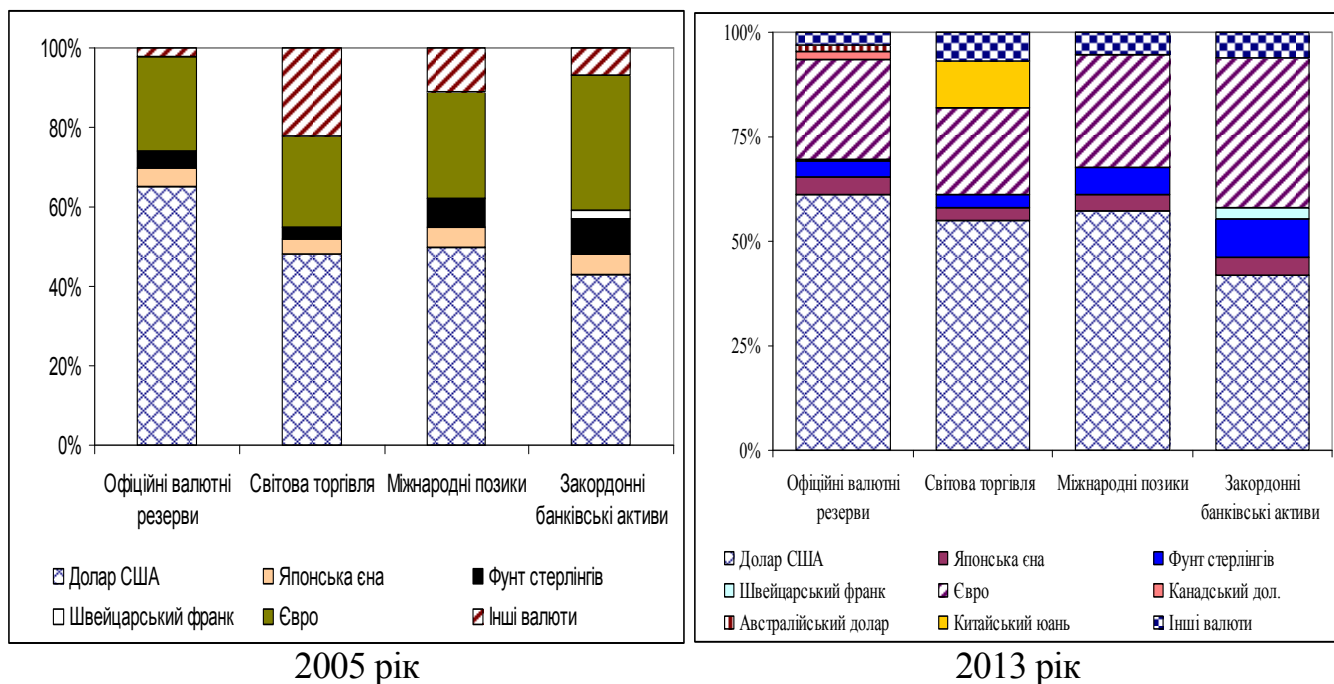 100%
80%
60%
40%
20%
0%
Офіційні валютні Світова торгівля Міжнародні позики Закордонні
резерви банківські активи
Долар США Японська єна Фунт стерлінгів
Швейцарський франк Євро Інші валюти
2005 рік
100%
75%
50%
25%
0%
Офіційні валютні Світова торгівля Міжнародні позики Закордонні
резерви банківські активи
Долар США Японська єна Фунт стерлінгів
Швейцарський франк Євро Канадський дол.
Австралійський долар Китайський юань Інші валюти
2013 рік